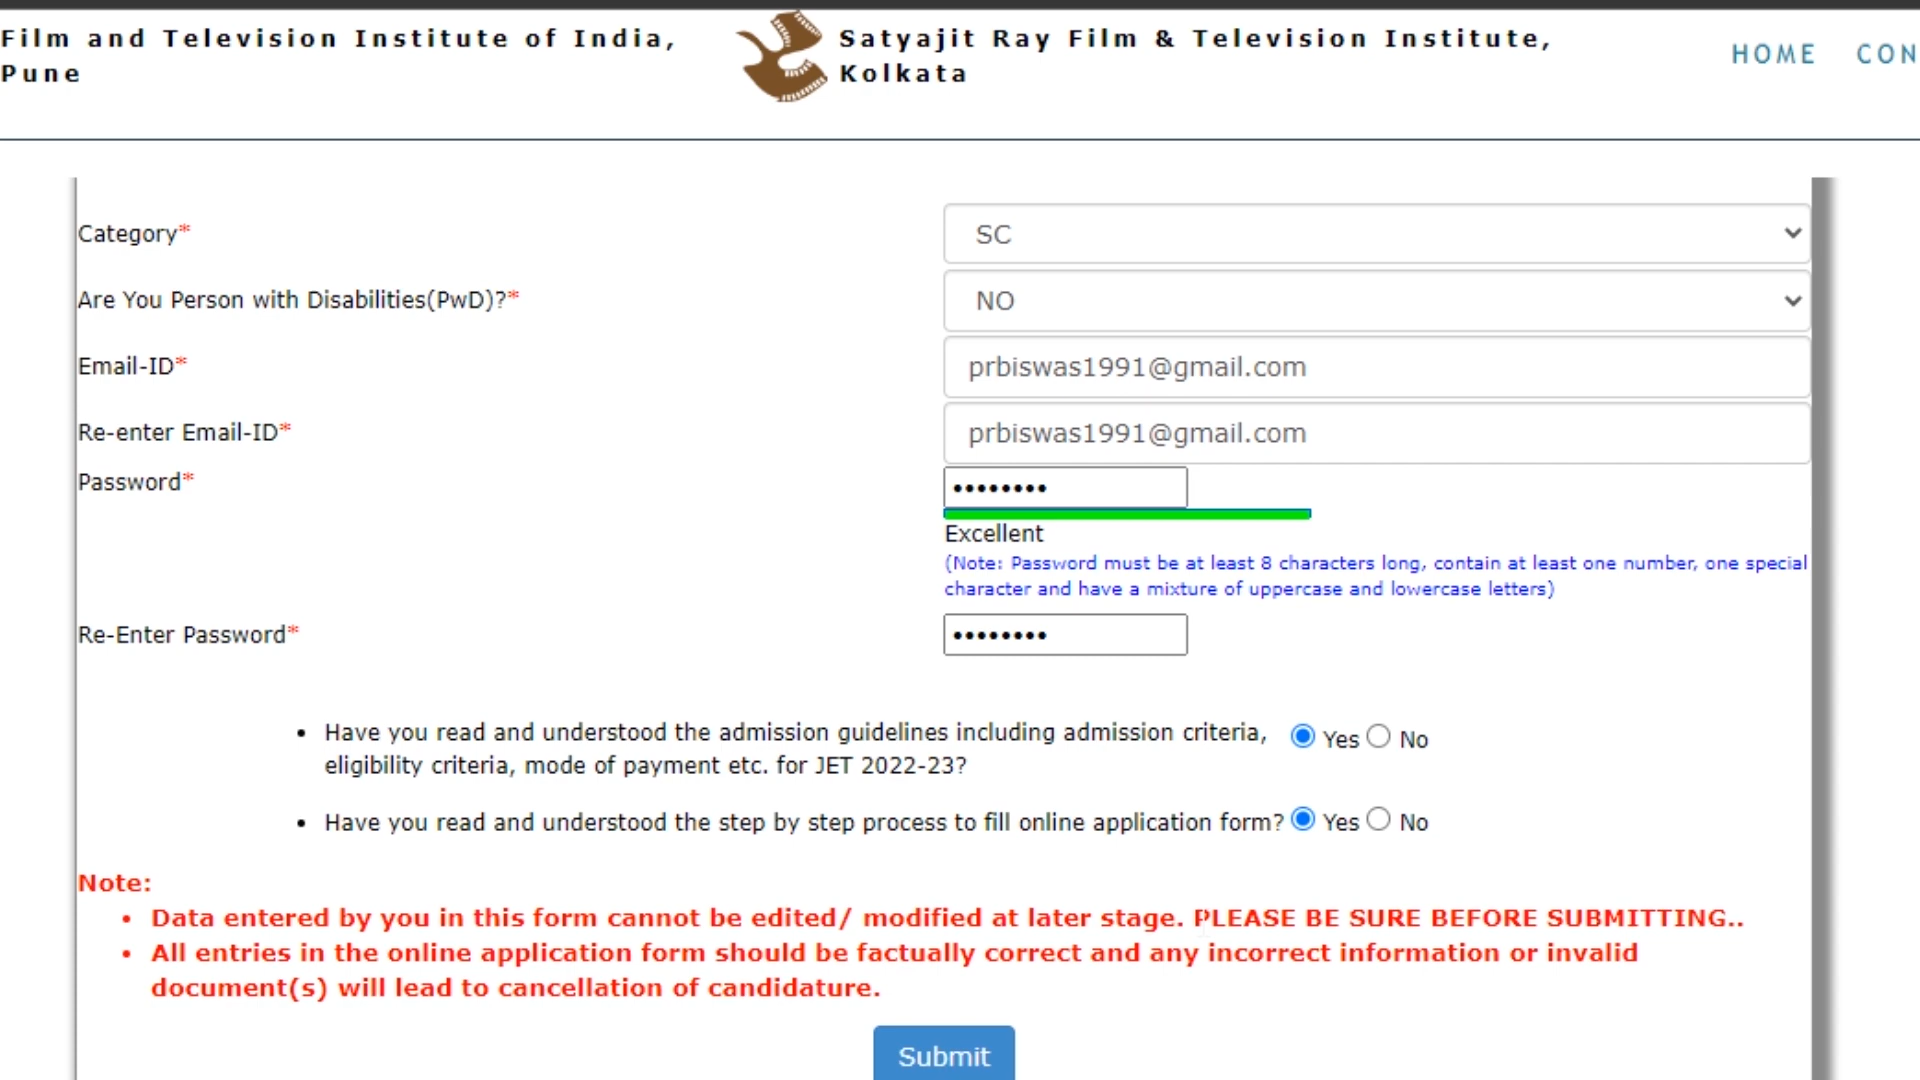 Film and Television Institute of India,
Pune
Satyajit Ray Film & Television Institute,
Kolkata
HOME CON
Category* SC
Are You Person with Disabilities(PwD)?* NO
Email-ID* prbiswas1991@gmail.com
Re-enter Email-ID* prbiswas1991@gmail.com
Password* ••••••••
Excellent
(Note: Password must be at least 8 characters long, contain at least one number, one special
character and have a mixture of uppercase and lowercase letters)
Re-Enter Password* ••••••••
• Have you read and understood the admission guidelines including admission criteria, Yes No
eligibility criteria, mode of payment etc. for JET 2022-23?
• Have you read and understood the step by step process to fill online application form? Yes No
Note:
• Data entered by you in this form cannot be edited/ modified at later stage. PLEASE BE SURE BEFORE SUBMITTING..
• All entries in the online application form should be factually correct and any incorrect information or invalid
document(s) will lead to cancellation of candidature.
Submit